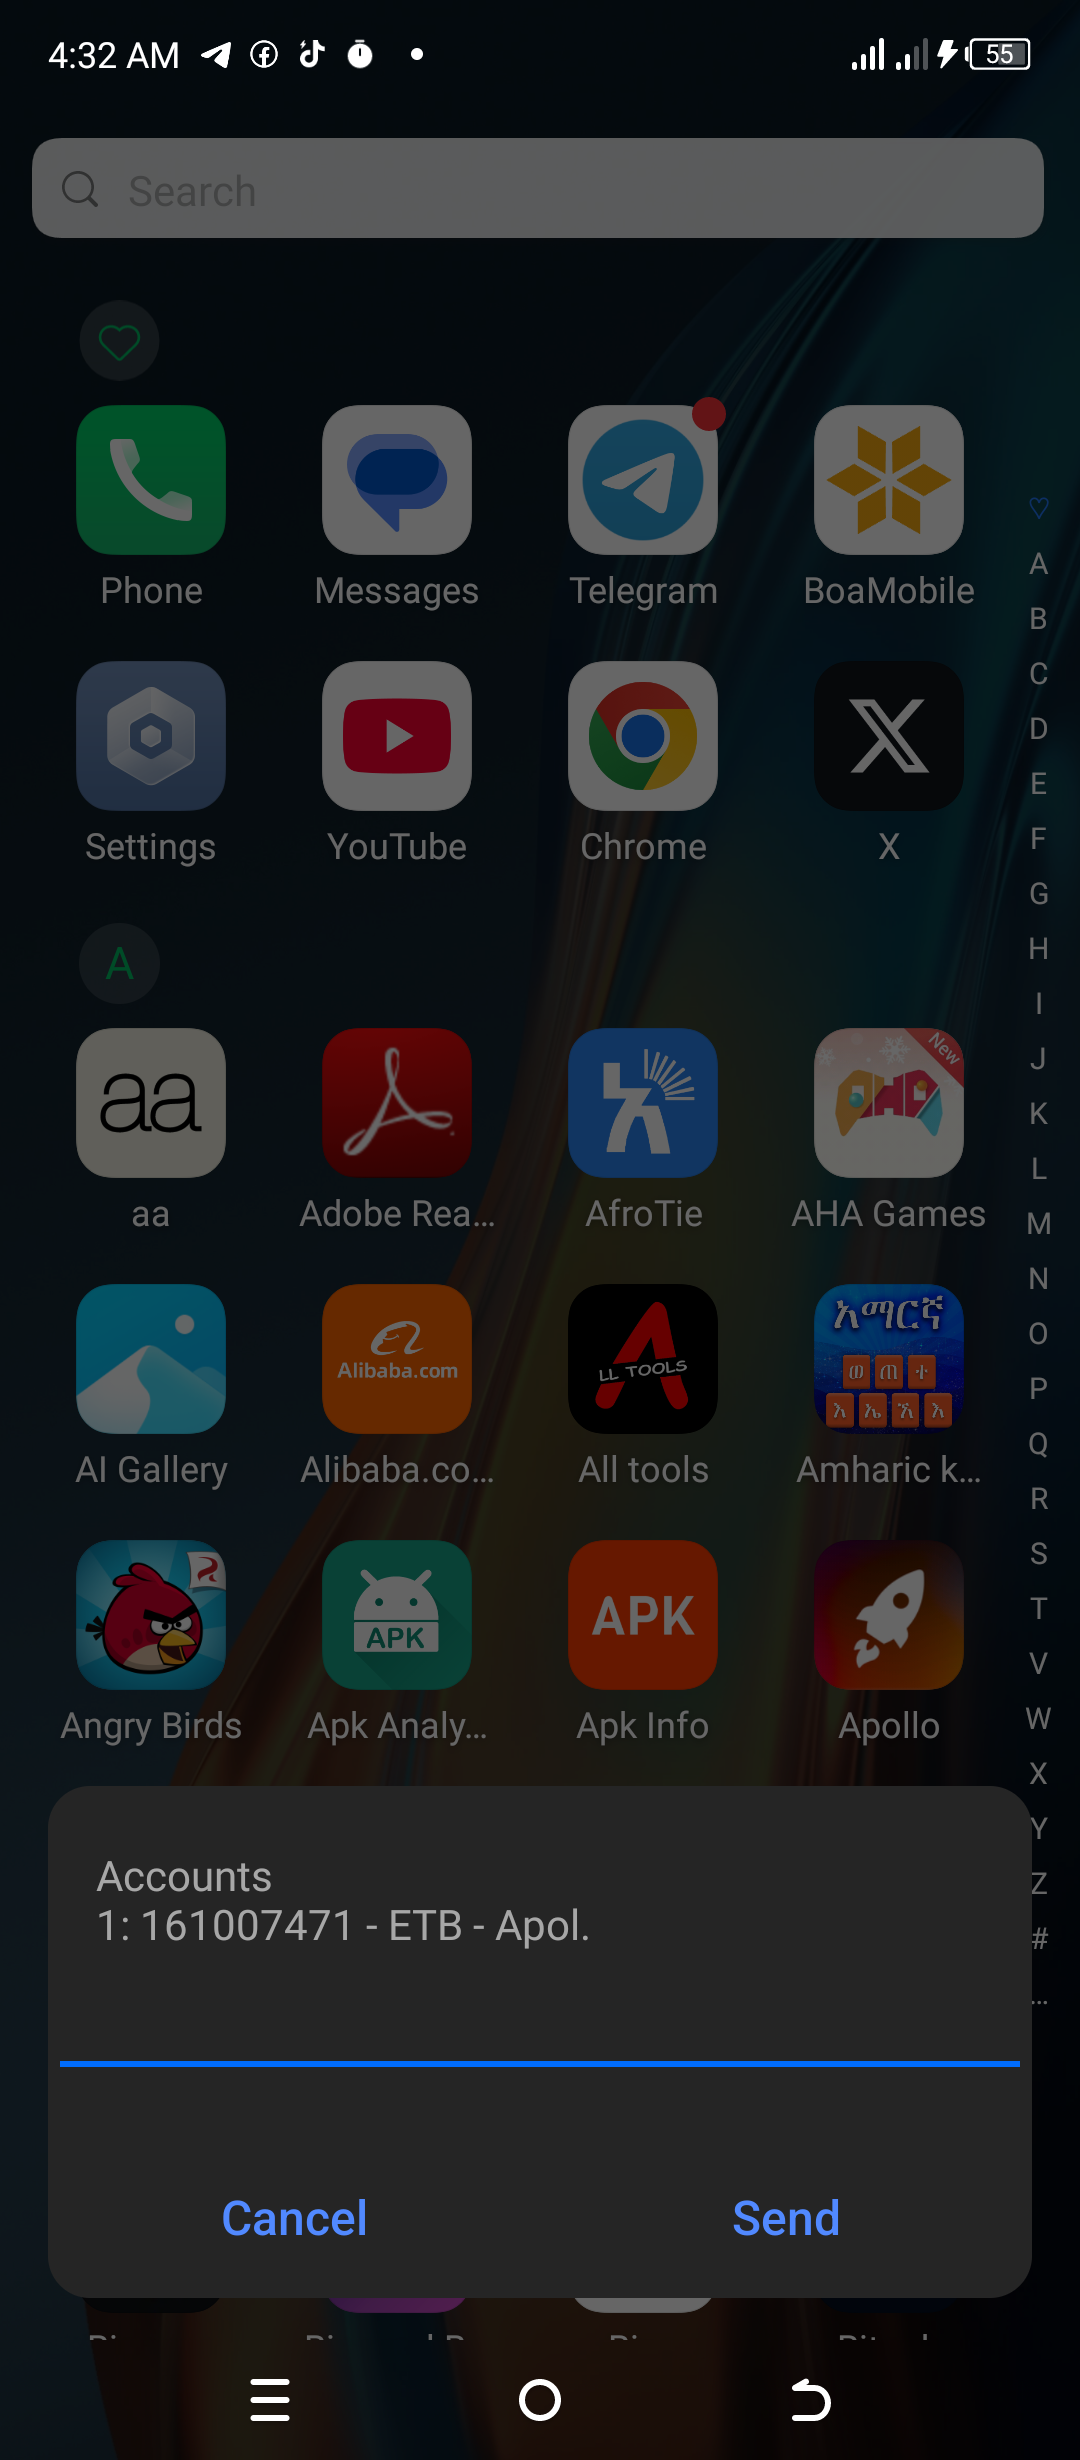 4:32 AM
55
Search
Phone
Messages
Telegram
BoaMobile
Settings
YouTube
Chrome
X
A
aa
aa
Adobe Rea...
AfroTie
New
AHA Games
AI Gallery
Alibaba.com
Alibaba.co...
LL TOOLS
All tools
አማርኛ
ወ ጠ ተ
እ ኤ ኽ እ
Amharic k...
Angry Birds
APK
Apk Analy...
APK
Apk Info
Apollo
♡
A
B
C
D
E
F
G
H
I
J
K
L
M
N
O
P
Q
R
S
T
V
W
X
Y
Z
#
...
Accounts
1: 161007471 - ETB - Apol.
Cancel
Send